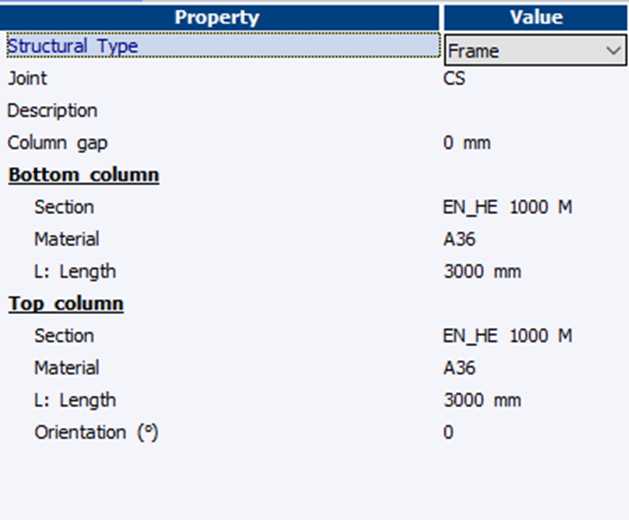 Property Value
Structural Type Frame
Joint CS
Description
Column gap 0 mm
Bottom column
Section EN_HE 1000 M
Material A36
L: Length 3000 mm
Top column
Section EN_HE 1000 M
Material A36
L: Length 3000 mm
Orientation (°) 0